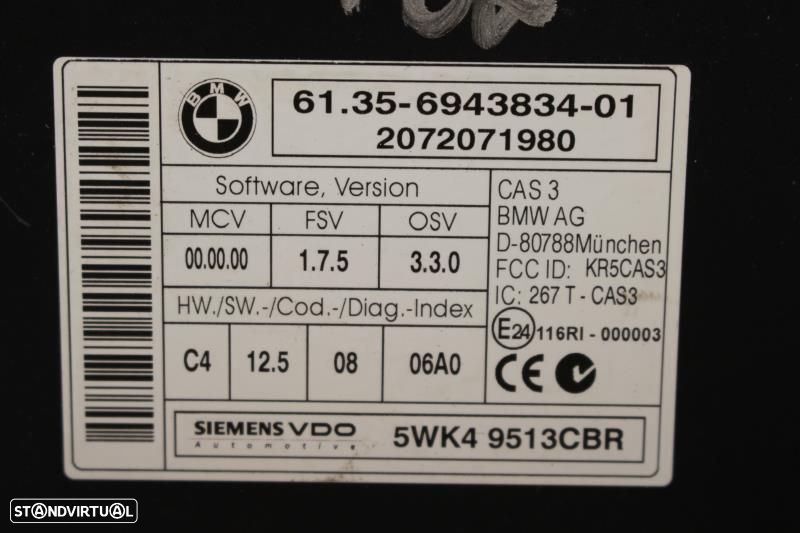 BMW
61.35-6943834-01
2072071980
Software, Version
MCV FSV OSV
00.00.00 1.7.5 3.3.0
HW./SW.-/Cod.-/Diag.-Index
C4 12.5 08 06A0
CAS 3
BMW AG
D-80788München
FCC ID: KR5CAS3
IC: 267 T - CAS3
E24 116RI - 000003
CE
SIEMENS VDO
Automotive
5WK4 9513CBR
STANDVIRTUAL